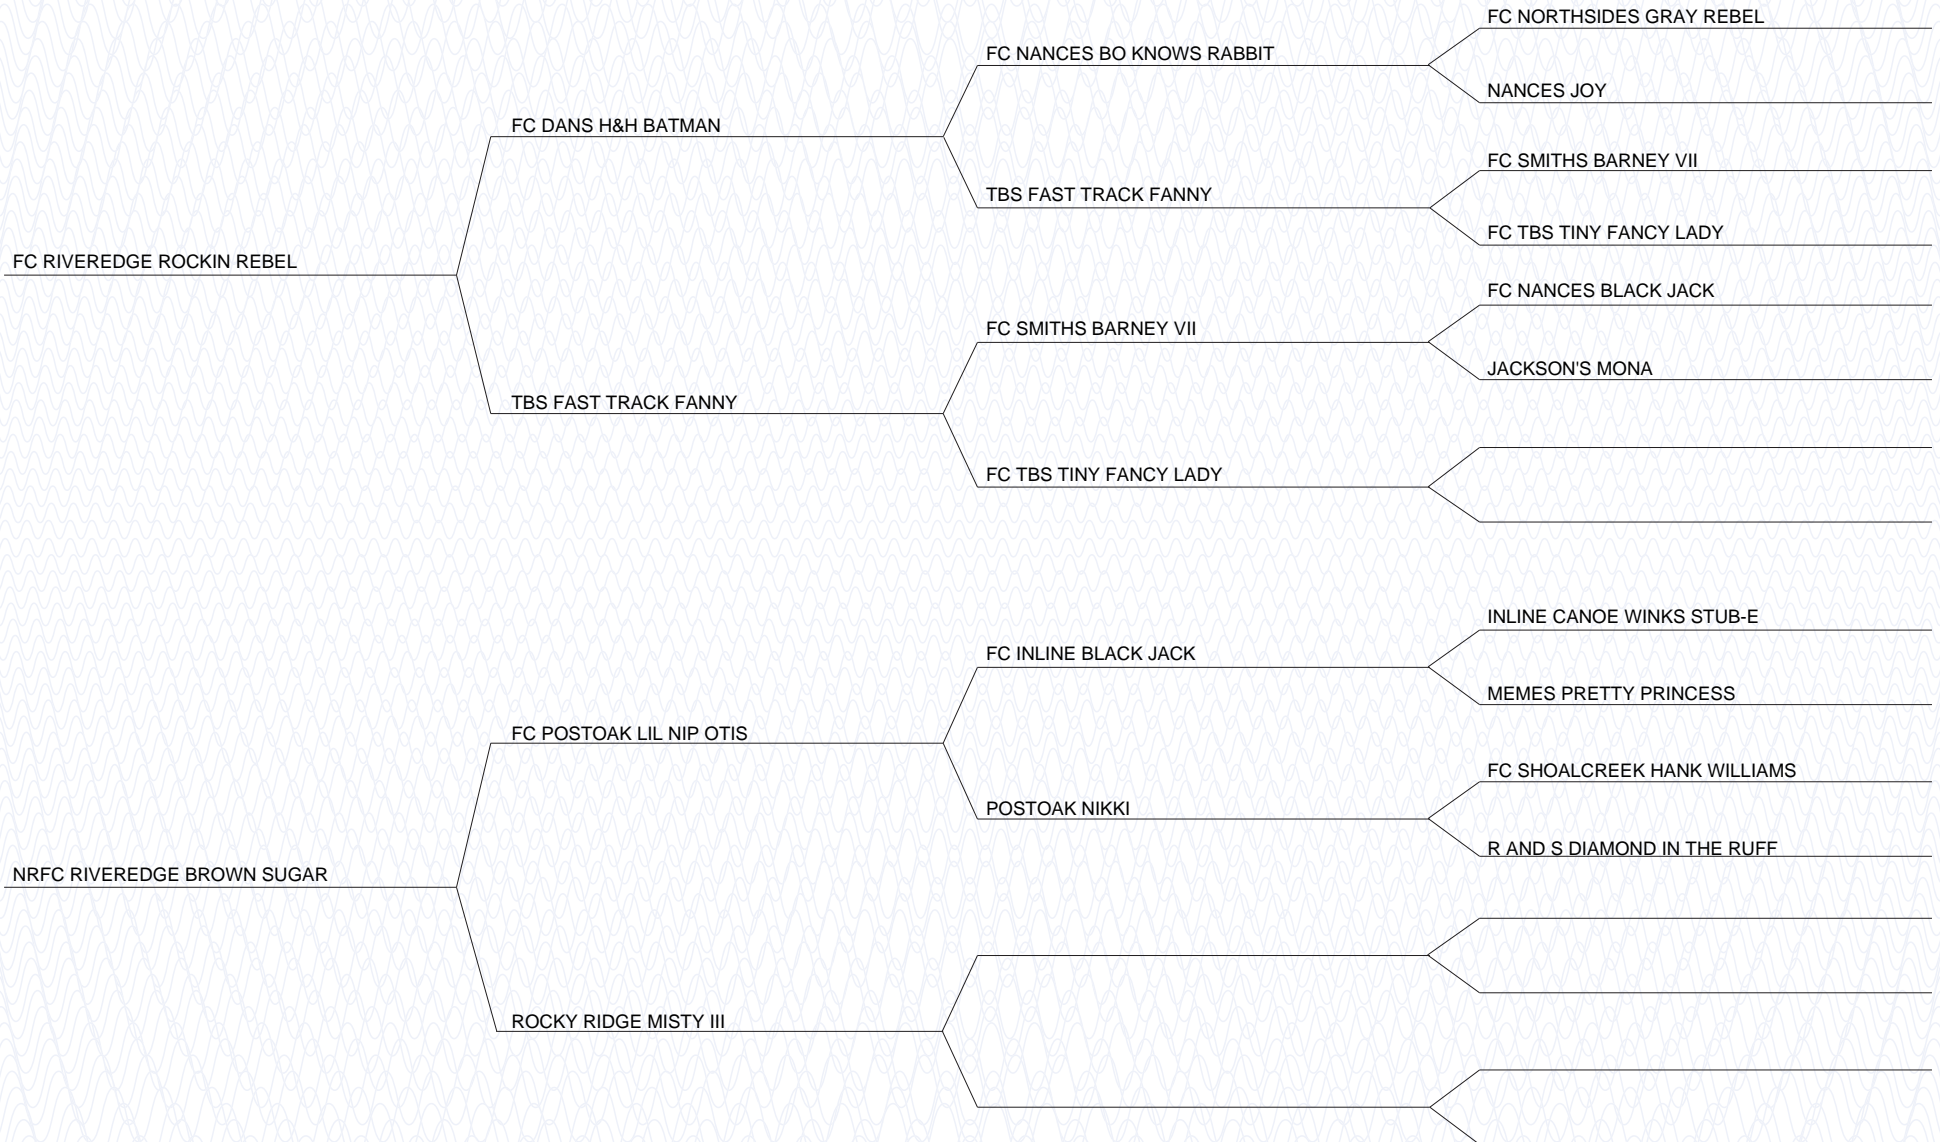 FC NORTHSIDES GRAY REBEL
FC NANCES BO KNOWS RABBIT
NANCES JOY
FC DANS H&H BATMAN
FC SMITHS BARNEY VII
TBS FAST TRACK FANNY
FC TBS TINY FANCY LADY
FC RIVEREDGE ROCKIN REBEL
FC NANCES BLACK JACK
FC SMITHS BARNEY VII
JACKSON'S MONA
TBS FAST TRACK FANNY
FC TBS TINY FANCY LADY
INLINE CANOE WINKS STUB-E
FC INLINE BLACK JACK
MEMES PRETTY PRINCESS
FC POSTOAK LIL NIP OTIS
FC SHOALCREEK HANK WILLIAMS
POSTOAK NIKKI
R AND S DIAMOND IN THE RUFF
NRFC RIVEREDGE BROWN SUGAR
ROCKY RIDGE MISTY III